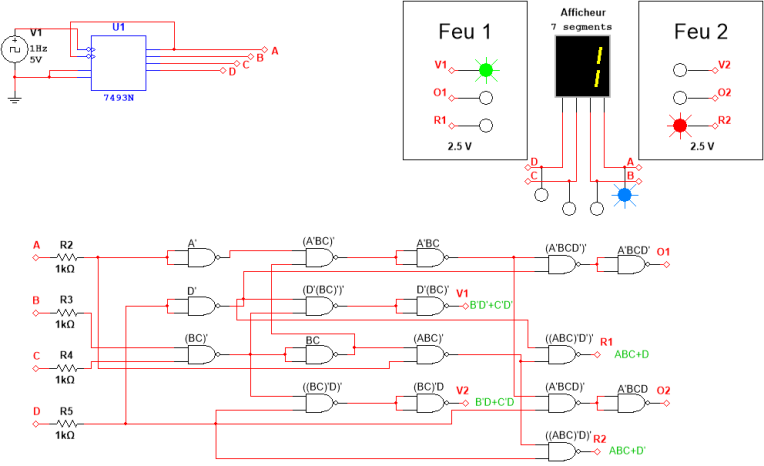 V1
1Hz
5V
U1
7493N
A
B
C
D
Feu 1
V1
O1
R1
2.5 V
Afficheur
7 segments
D
C
A
B
Feu 2
V2
O2
R2
2.5 V
A
R2
1kΩ
A'
(A'BC)'
A'BC
(A'BCD')'
A'BCD'
O1
B
R3
1kΩ
D'
(D'(BC)')'
D'(BC)'
V1
B'D'+C'D'
C
R4
1kΩ
(BC)'
BC
(ABC)'
((ABC)'D')'
R1
ABC+D
D
R5
1kΩ
((BC)'D)'
(BC)'D
V2
B'D+C'D
(A'BCD)'
A'BCD
O2
((ABC)'D)'
R2
ABC+D'